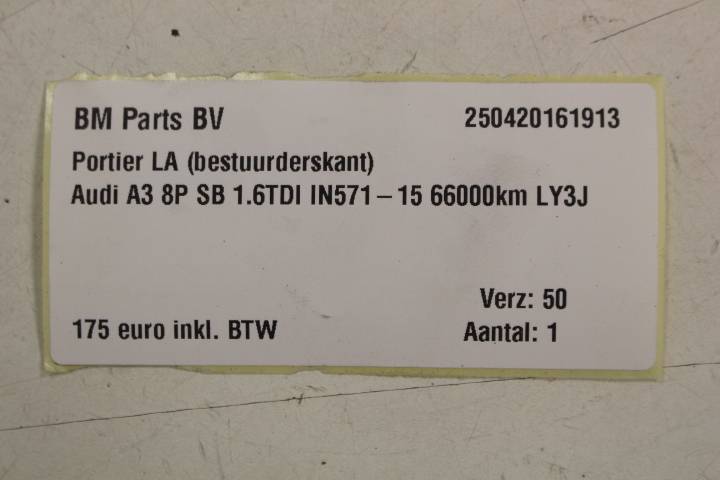 BM Parts BV 250420161913
Portier LA (bestuurderskant)
Audi A3 8P SB 1.6TDI IN571 – 15 66000km LY3J
Verz: 50
175 euro inkl. BTW Aantal: 1